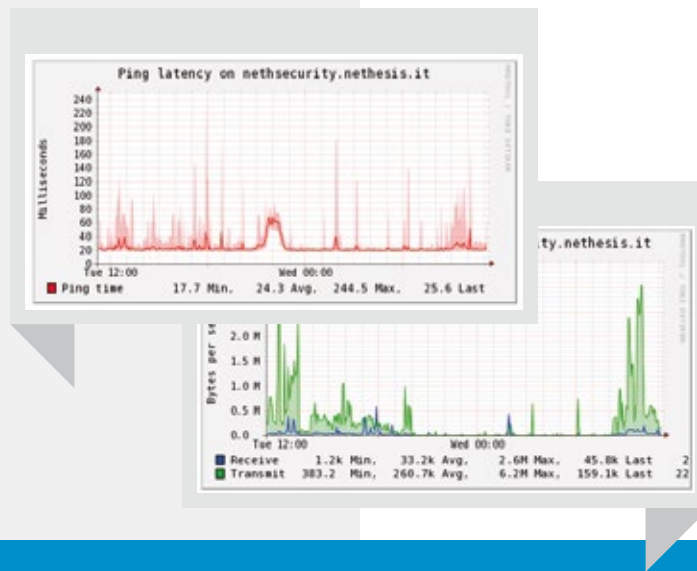 Ping latency on nethsecurity.nethesis.it
Milliseconds
240
220
200
180
160
140
120
100
80
60
40
20
0
Tue 12:00 Wed 00:00
Ping time 17.7 Min. 24.3 Avg. 244.5 Max. 25.6 Last
ty.nethesis.it
Bytes per se
2.0 M
1.5 M
1.0 M
0.5 M
0.0
Tue 12:00 Wed 00:00
Receive 1.2k Min. 33.2k Avg. 2.6M Max. 45.8k Last 2
Transmit 383.2 Min. 260.7k Avg. 6.2M Max. 159.1k Last 22